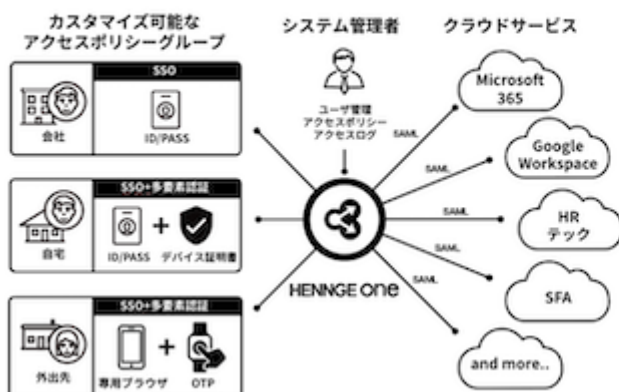 カスタマイズ可能な
アクセスポリシーグループ
SSO
会社
ID/PASS
SSO+多要素認証
自宅
ID/PASS
+
デバイス証明書
SSO+多要素認証
外出先
専用ブラウザ
+
OTP
システム管理者
ユーザ管理
アクセスポリシー
アクセスログ
HENNGE one
SAML
SAML
SAML
SAML
SAML
クラウドサービス
Microsoft
365
Google
Workspace
HR
テック
SFA
and more..